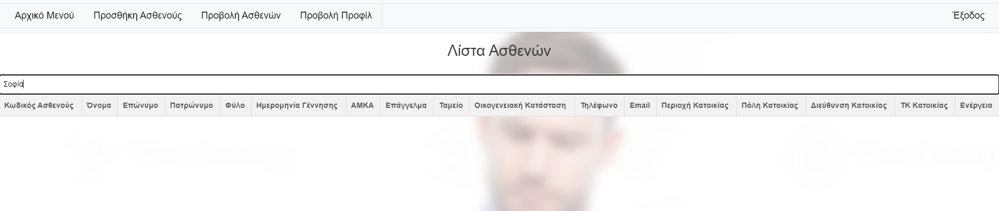 Αρχικό Μενού Προσθήκη Ασθενούς Προβολή Ασθενών Προβολή Προφίλ Έξοδος
Λίστα Ασθενών
Σοφία
Κωδικός Ασθενούς Όνομα Επώνυμο Πατρώνυμο Φύλο Ημερομηνία Γέννησης ΑΜΚΑ Επάγγελμα Ταμείο Οικογενειακή Κατάσταση Τηλέφωνο Email Περιοχή Κατοικίας Πόλη Κατοικίας Διεύθυνση Κατοικίας ΤΚ Κατοικίας Ενέργεια